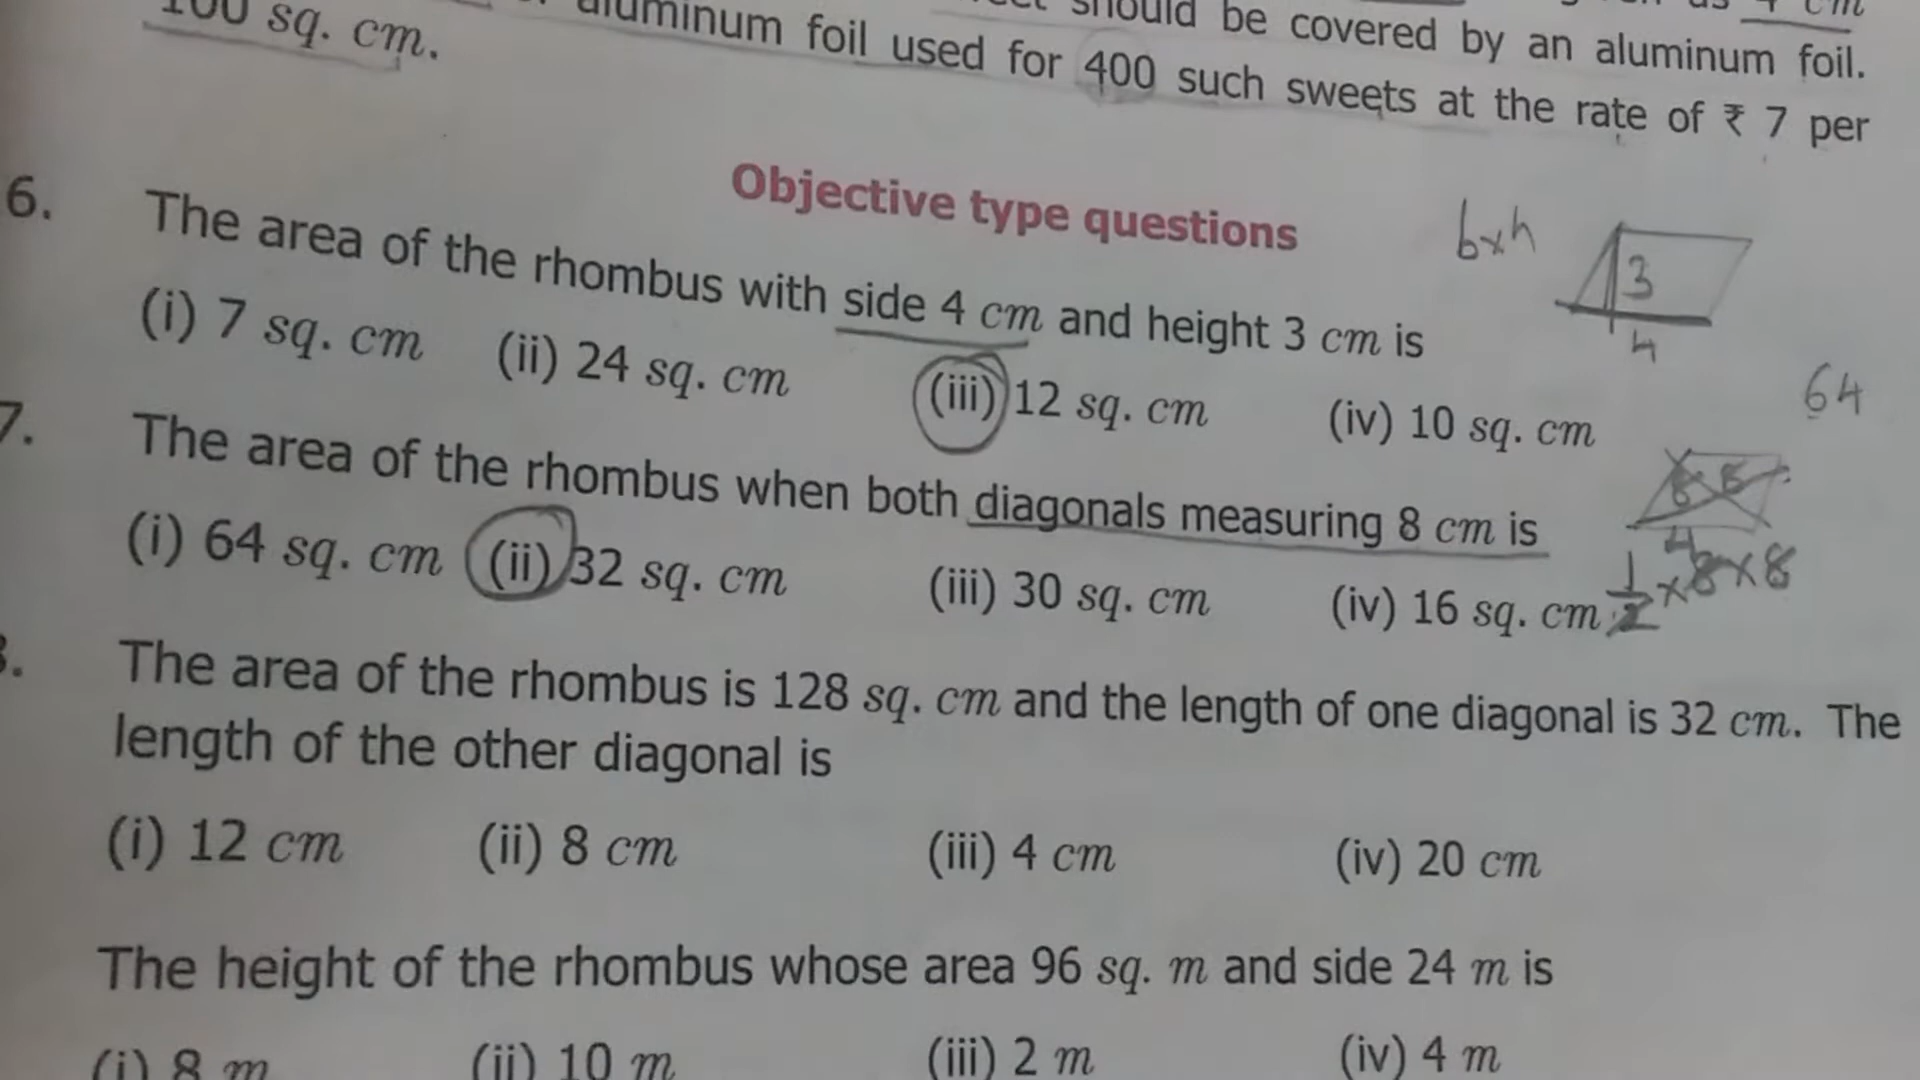 should be covered by an aluminum foil.
100 sq. cm.
aluminum foil used for 400 such sweets at the rate of ₹ 7 per
Objective type questions
6. The area of the rhombus with side 4 cm and height 3 cm is
b×h
3
4
(i) 7 sq. cm (ii) 24 sq. cm (iii) 12 sq. cm (iv) 10 sq. cm
64
7. The area of the rhombus when both diagonals measuring 8 cm is
(i) 64 sq. cm (ii) 32 sq. cm (iii) 30 sq. cm (iv) 16 sq. cm
4
1/2 × 8 × 8
The area of the rhombus is 128 sq. cm and the length of one diagonal is 32 cm. The
length of the other diagonal is
(i) 12 cm (ii) 8 cm (iii) 4 cm (iv) 20 cm
The height of the rhombus whose area 96 sq. m and side 24 m is
(i) 8 m (ii) 10 m (iii) 2 m (iv) 4 m